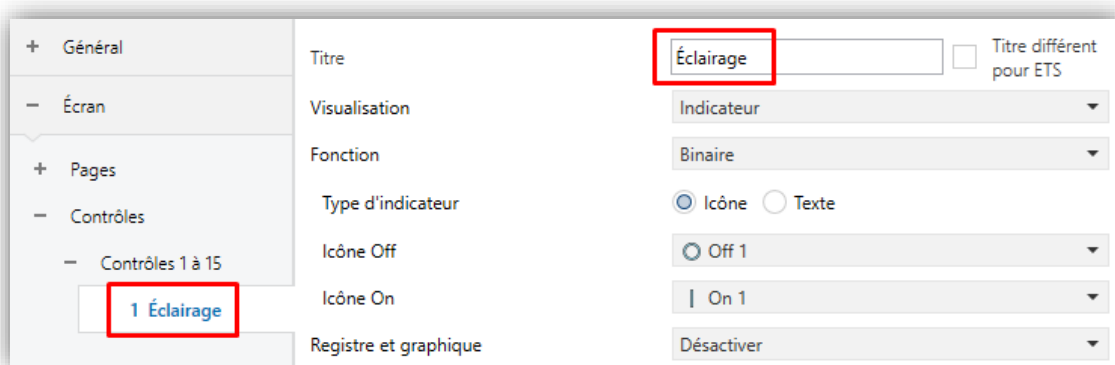 Général
Écran
Pages
Contrôles
Contrôles 1 à 15
1 Éclairage
Titre
Éclairage
Titre différent
pour ETS
Visualisation
Indicateur
Fonction
Binaire
Type d'indicateur
Icône
Texte
Icône Off
Off 1
Icône On
On 1
Registre et graphique
Désactiver